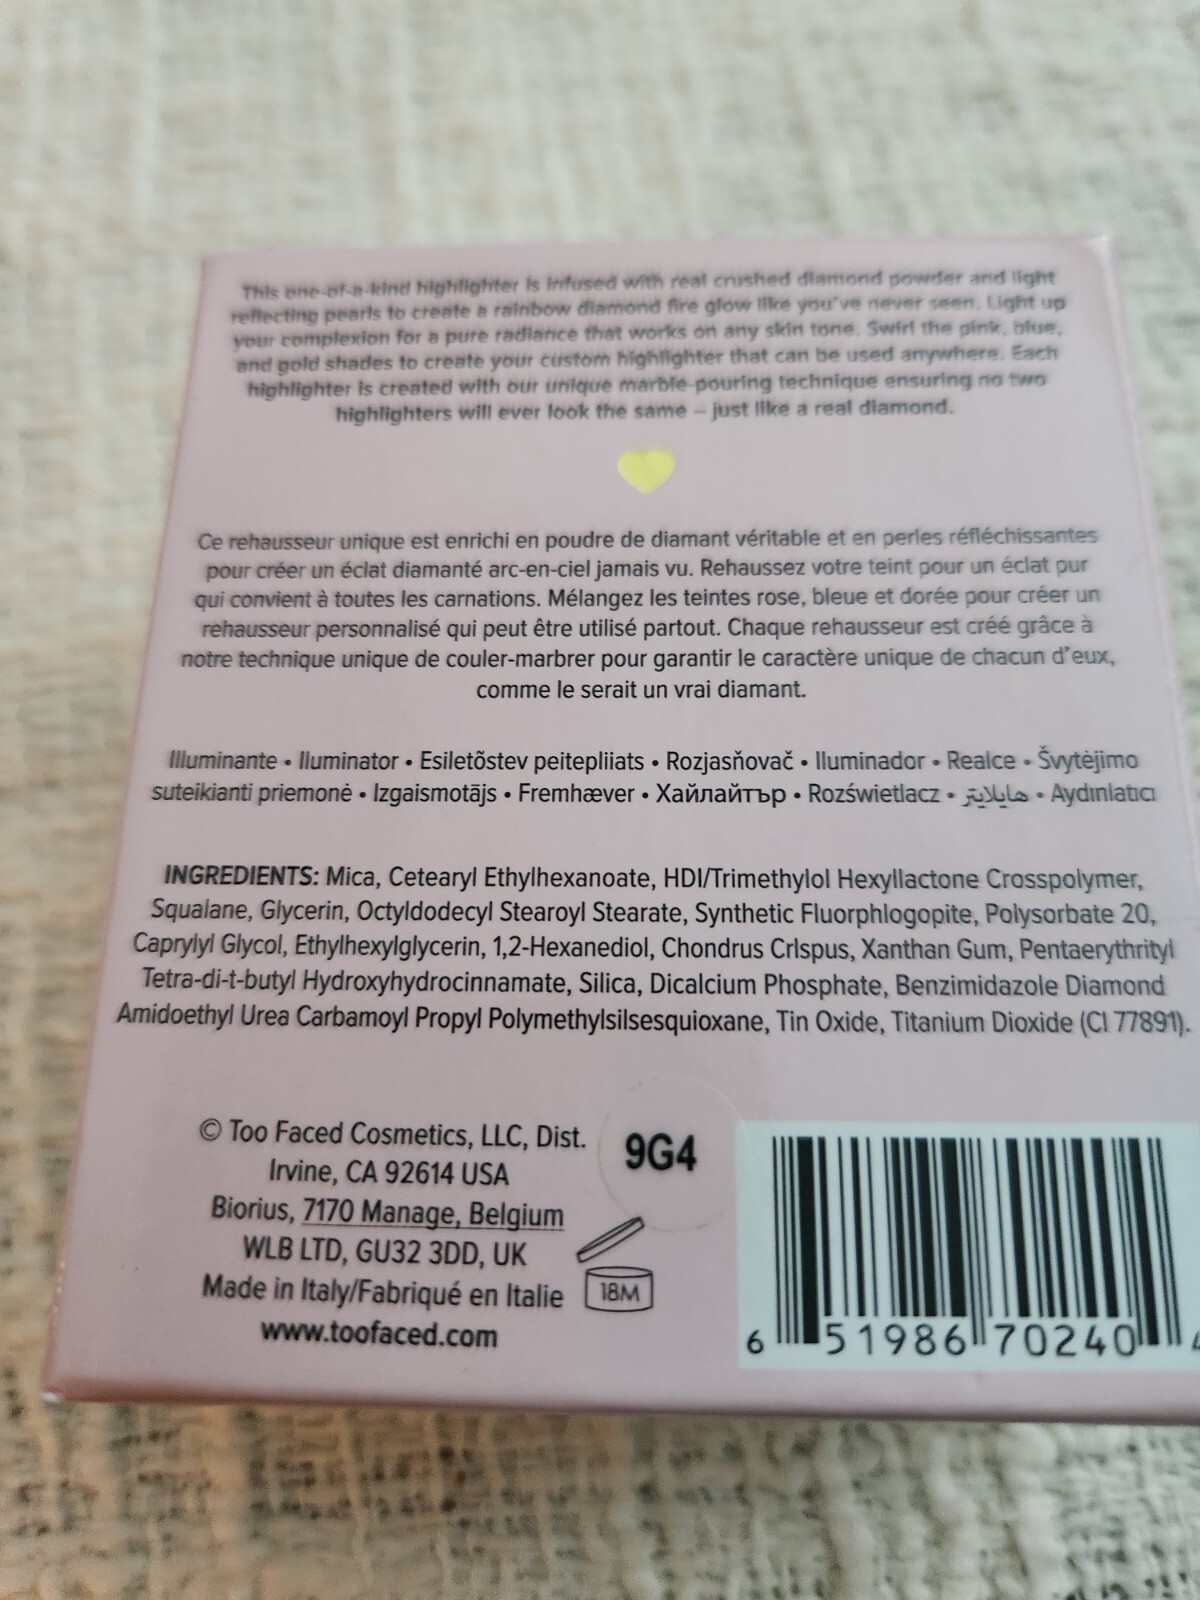 This one-of-a-kind highlighter is infused with real crushed diamond powder and light
reflecting pearls to create a rainbow diamond fire glow like you've never seen. Light up
your complexion for a pure radiance that works on any skin tone. Swirl the pink, blue,
and gold shades to create your custom highlighter that can be used anywhere. Each
highlighter is created with our unique marble-pouring technique ensuring no two
highlighters will ever look the same – just like a real diamond.
Ce rehausseur unique est enrichi en poudre de diamant véritable et en perles réfléchissantes
pour créer un éclat diamanté arc-en-ciel jamais vu. Rehaussez votre teint pour un éclat pur
qui convient à toutes les carnations. Mélangez les teintes rose, bleue et dorée pour créer un
rehausseur personnalisé qui peut être utilisé partout. Chaque rehausseur est créé grâce à
notre technique unique de couler-marbrer pour garantir le caractère unique de chacun d'eux,
comme le serait un vrai diamant.
Illuminante • Iluminator • Esiletõstev peitepliiats • Rozjasňovač • Iluminador • Realce • Švytėjimo
suteikianti priemonė • Izgaismotājs • Fremhæver • Хайлайтър • Rozświetlacz • هايلايتر • Aydınlatıcı
INGREDIENTS: Mica, Cetearyl Ethylhexanoate, HDI/Trimethylol Hexyllactone Crosspolymer,
Squalane, Glycerin, Octyldodecyl Stearoyl Stearate, Synthetic Fluorphlogopite, Polysorbate 20,
Caprylyl Glycol, Ethylhexylglycerin, 1,2-Hexanediol, Chondrus CrIspus, Xanthan Gum, Pentaerythrityl
Tetra-di-t-butyl Hydroxyhydrocinnamate, Silica, Dicalcium Phosphate, Benzimidazole Diamond
Amidoethyl Urea Carbamoyl Propyl Polymethylsilsesquioxane, Tin Oxide, Titanium Dioxide (CI 77891).
© Too Faced Cosmetics, LLC, Dist.
Irvine, CA 92614 USA
Biorius, 7170 Manage, Belgium
WLB LTD, GU32 3DD, UK
Made in Italy/Fabriqué en Italie
www.toofaced.com
9G4
18M
6 51986 70240 4